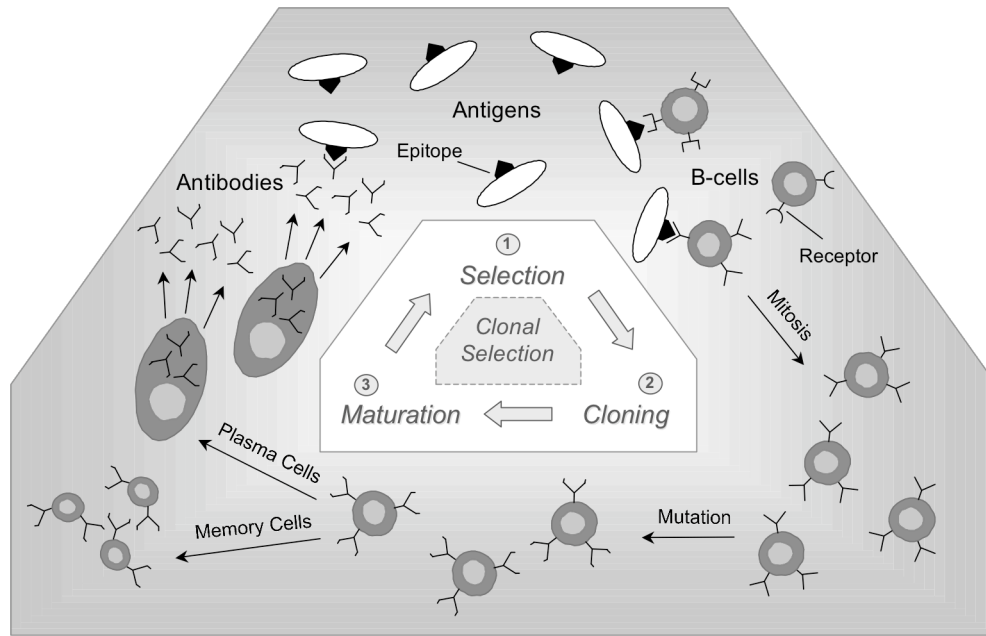 Antigens
Epitope
Antibodies
B-cells
Receptor
1
Selection
Clonal
Selection
Mitosis
3
2
Maturation
Cloning
Plasma Cells
Memory Cells
Mutation